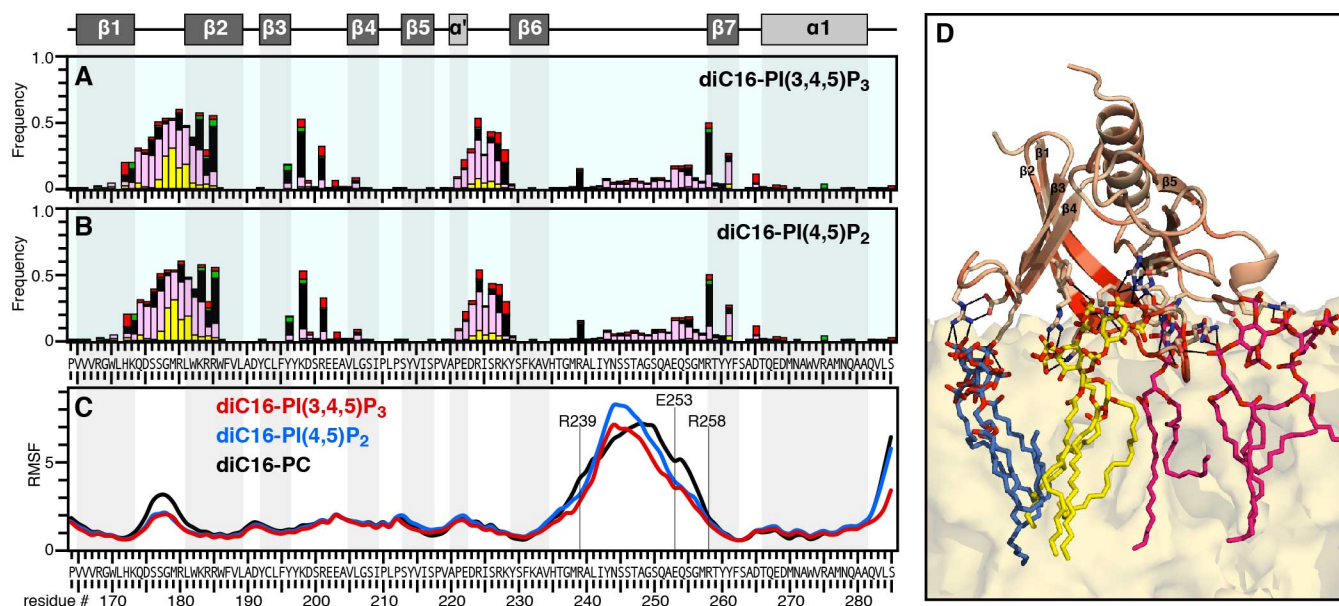 β1 β2 β3 β4 β5 α' β6 β7 α1
A
diC16-PI(3,4,5)P3
Frequency
1.0
0.5
0
B
diC16-PI(4,5)P2
Frequency
1.0
0.5
0
PVVVRGWLHKQDSSGMRLWKRRWFVLADYCLFYYKDSREEAVLGSIPLPSYVISPVAPEDRISRKYSFKAVHTGMRALIYNSSTAGSQAEQSGMRTYYFSADTQEDMNAWVRAMNQAAQVLS
C
diC16-PI(3,4,5)P3
diC16-PI(4,5)P2
diC16-PC
R239
E253
R258
RMSF
5
0
PVVVRGWLHKQDSSGMRLWKRRWFVLADYCLFYYKDSREEAVLGSIPLPSYVISPVAPEDRISRKYSFKAVHTGMRALIYNSSTAGSQAEQSGMRTYYFSADTQEDMNAWVRAMNQAAQVLS
residue # 170 180 190 200 210 220 230 240 250 260 270 280
D
β1
β2
β3
β4
β5